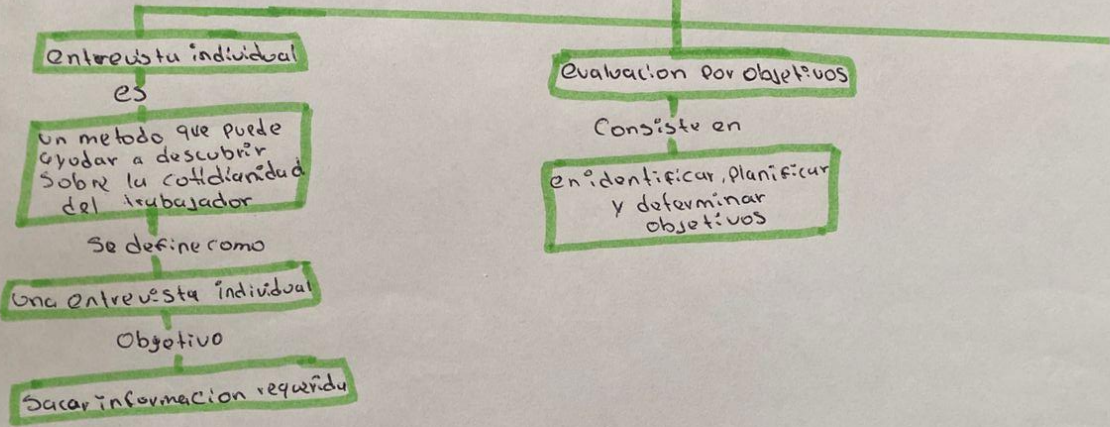 entrevista individual
es
un metodo que puede
ayudar a descubrir
sobre la cotidianidad
del trabajador
Se define como
Una entrevista individual
Objetivo
Sacar informacion requerida
evaluacion por objetivos
Consiste en
en identificar, planificar
y determinar
objetivos